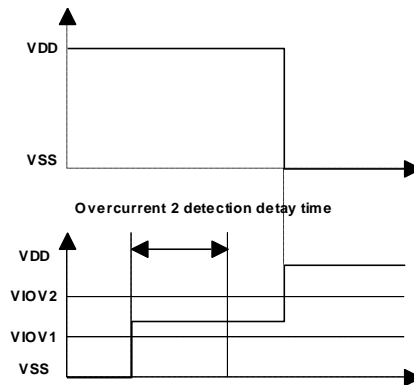 VDD
VSS
Overcurrent 2 detection detay time
VDD
VIOV2
VIOV1
VSS